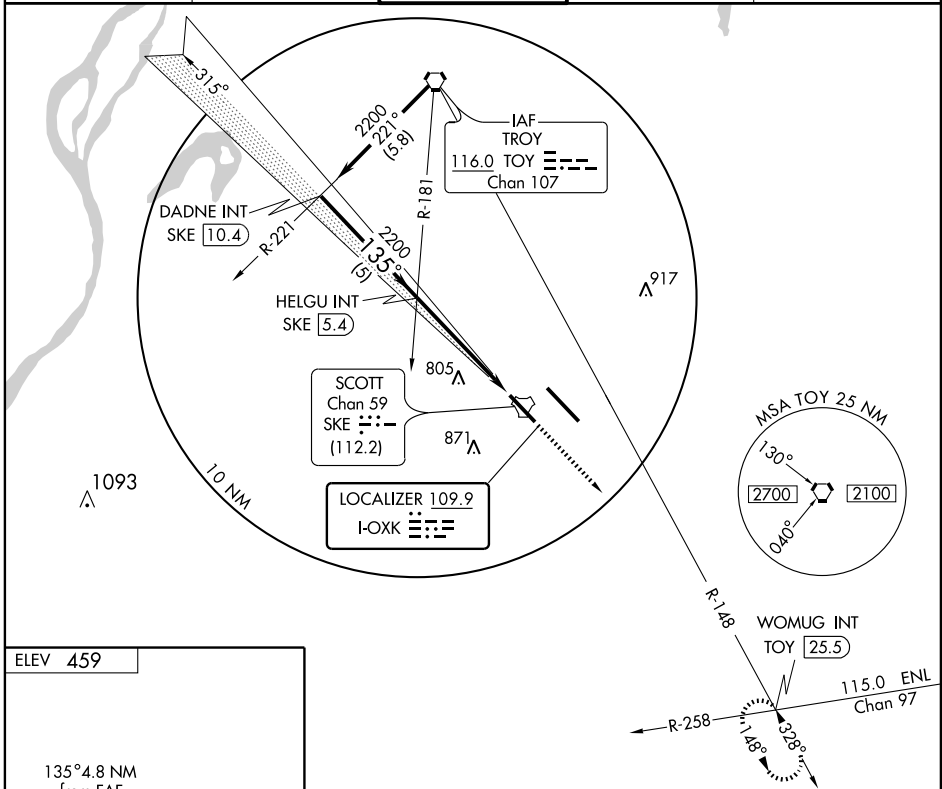 315°
2200
221°
(5.8)
IAF
TROY
116.0 TOY
Chan 107
R-181
DADNE INT
SKE 10.4
R-221
2200
135°
(5)
917
HELGU INT
SKE 5.4
805
SCOTT
Chan 59
SKE
(112.2)
871
MSA TOY 25 NM
130°
2700
2100
040°
1093
10 NM
LOCALIZER 109.9
I-OXK
R-148
WOMUG INT
TOY 25.5
115.0 ENL
Chan 97
R-258
148°
328°
ELEV 459
135° 4.8 NM
from FAF